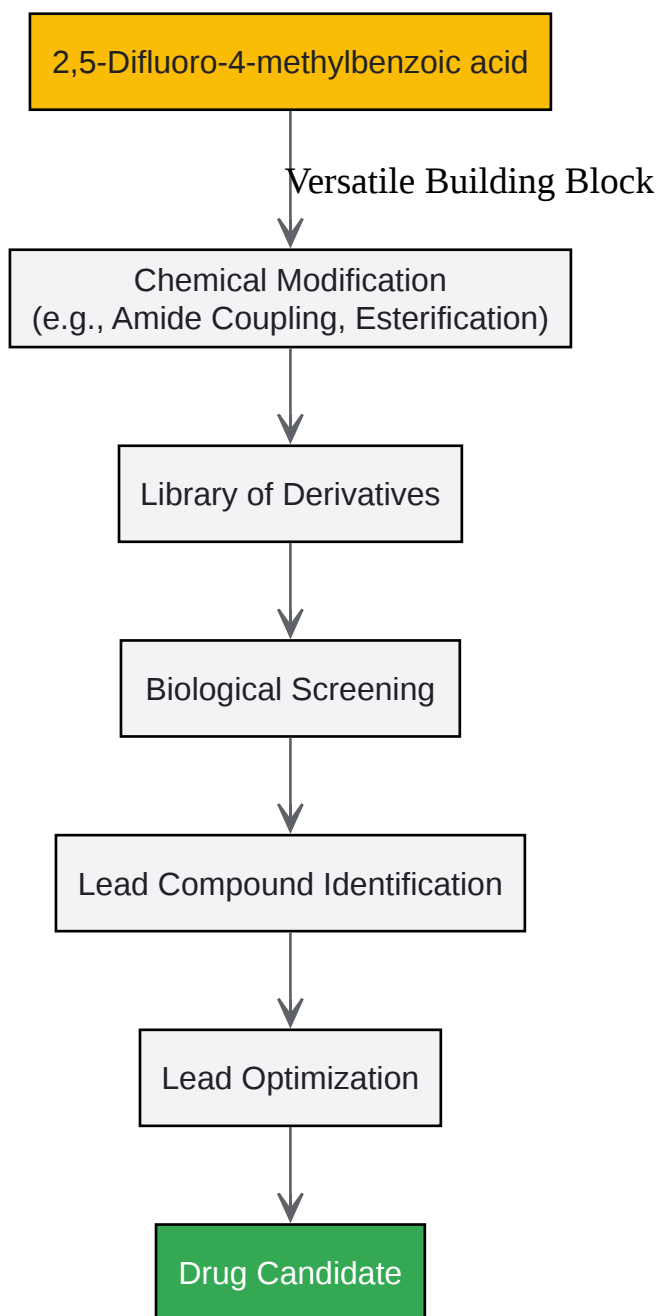 2,5-Difluoro-4-methylbenzoic acid
Versatile Building Block
Chemical Modification
(e.g., Amide Coupling, Esterification)
Library of Derivatives
Biological Screening
Lead Compound Identification
Lead Optimization
Drug Candidate